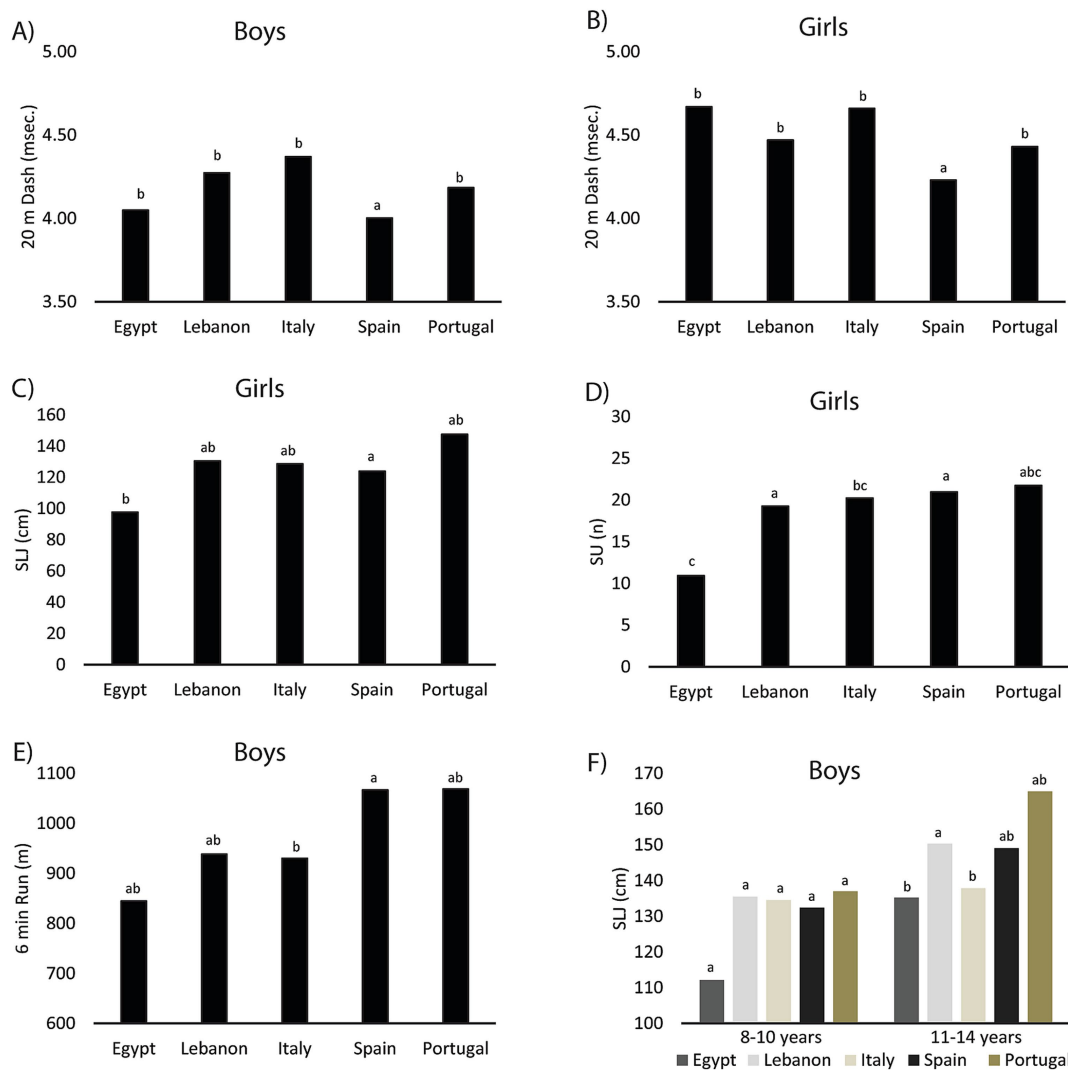 A) Boys
5.00
4.50
4.00
3.50
20 m Dash (msec.)
b b b a b
Egypt Lebanon Italy Spain Portugal
B) Girls
5.00
4.50
4.00
3.50
20 m Dash (msec.)
b b b a b
Egypt Lebanon Italy Spain Portugal
C) Girls
160
140
120
100
80
60
40
20
0
SLJ (cm)
b ab ab a ab
Egypt Lebanon Italy Spain Portugal
D) Girls
30
25
20
15
10
5
0
SU (n)
c a bc a abc
Egypt Lebanon Italy Spain Portugal
E) Boys
1100
1000
900
800
700
600
6 min Run (m)
ab ab b a ab
Egypt Lebanon Italy Spain Portugal
F) Boys
170
160
150
140
130
120
110
100
SLJ (cm)
a a a a a b a b ab ab
8-10 years 11-14 years
Egypt Lebanon Italy Spain Portugal